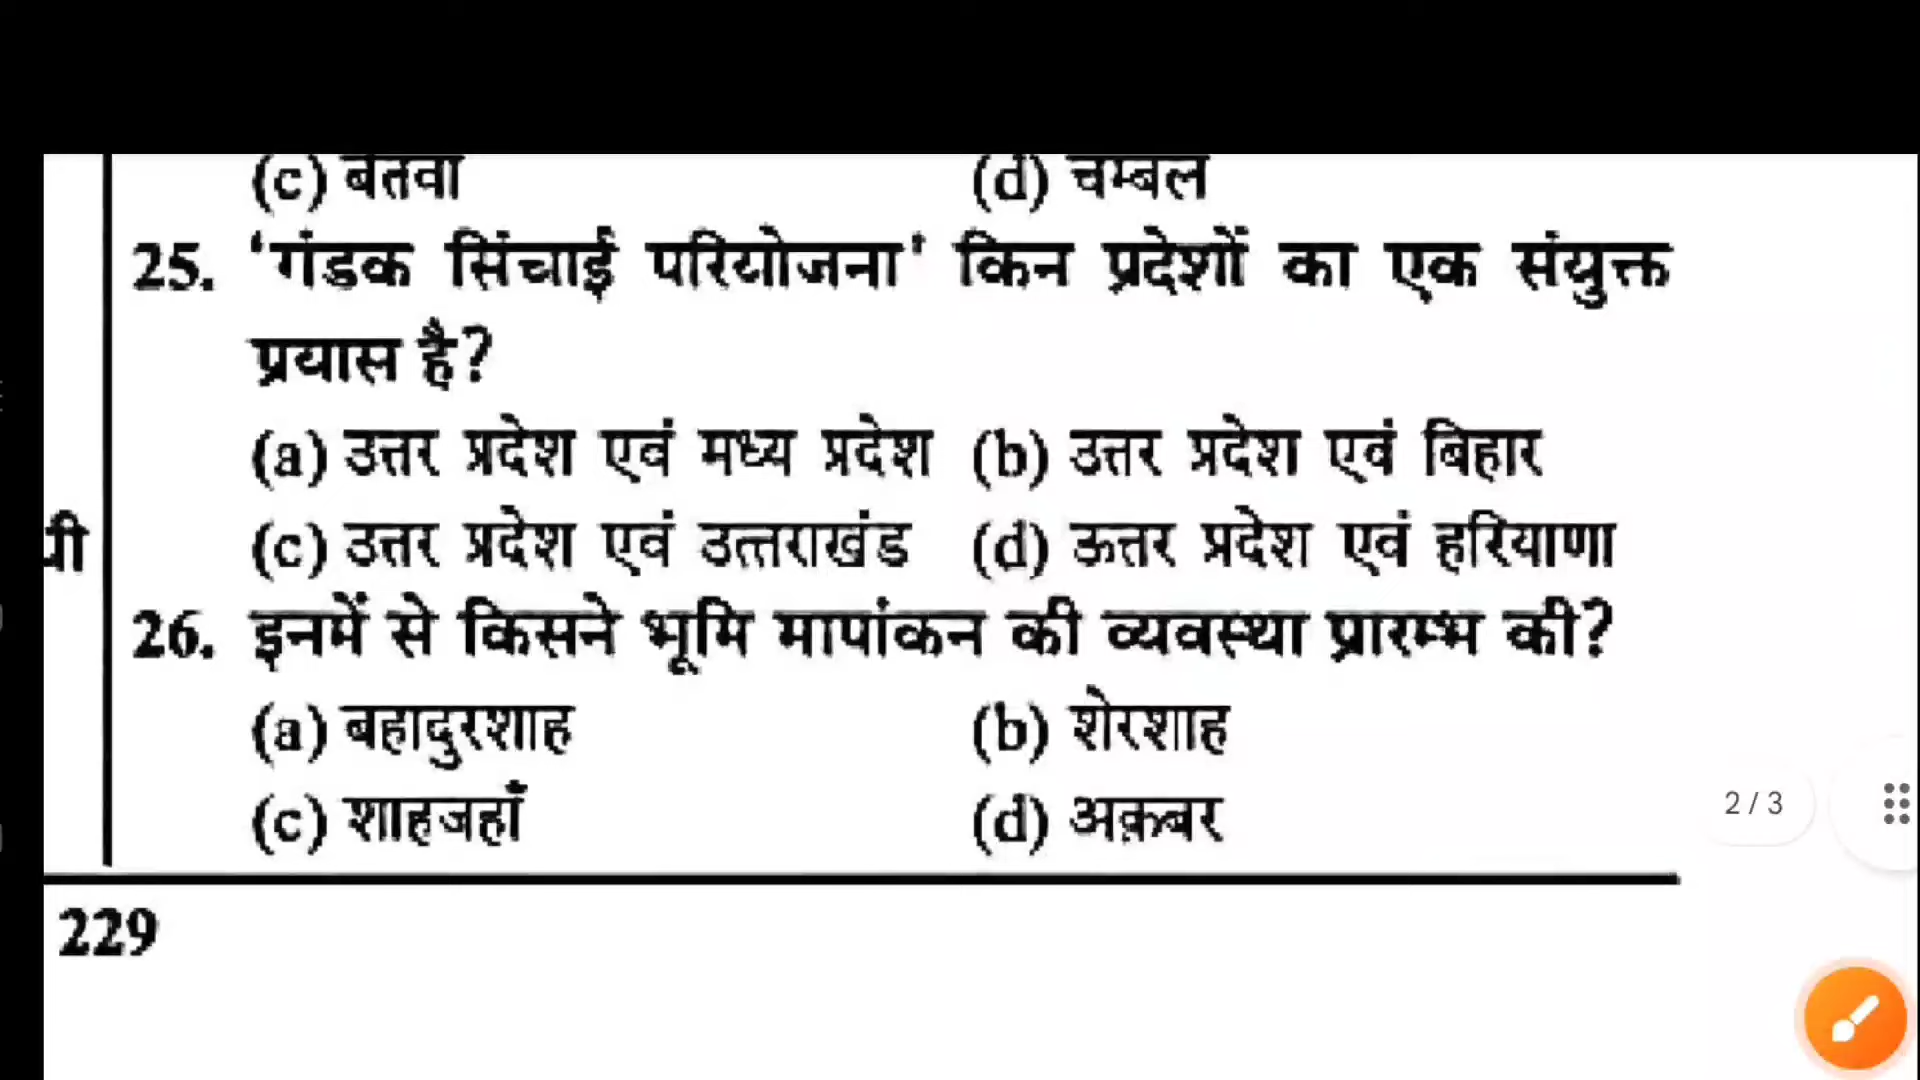 (c) बेतवा (d) चम्बल
25. 'गंडक सिंचाई परियोजना' किन प्रदेशों का एक संयुक्त
प्रयास है?
(a) उत्तर प्रदेश एवं मध्य प्रदेश (b) उत्तर प्रदेश एवं बिहार
(c) उत्तर प्रदेश एवं उत्तराखंड (d) ऊत्तर प्रदेश एवं हरियाणा
26. इनमें से किसने भूमि मापांकन की व्यवस्था प्रारम्भ की?
(a) बहादुरशाह (b) शेरशाह
(c) शाहजहाँ (d) अक़बर
2 / 3
229